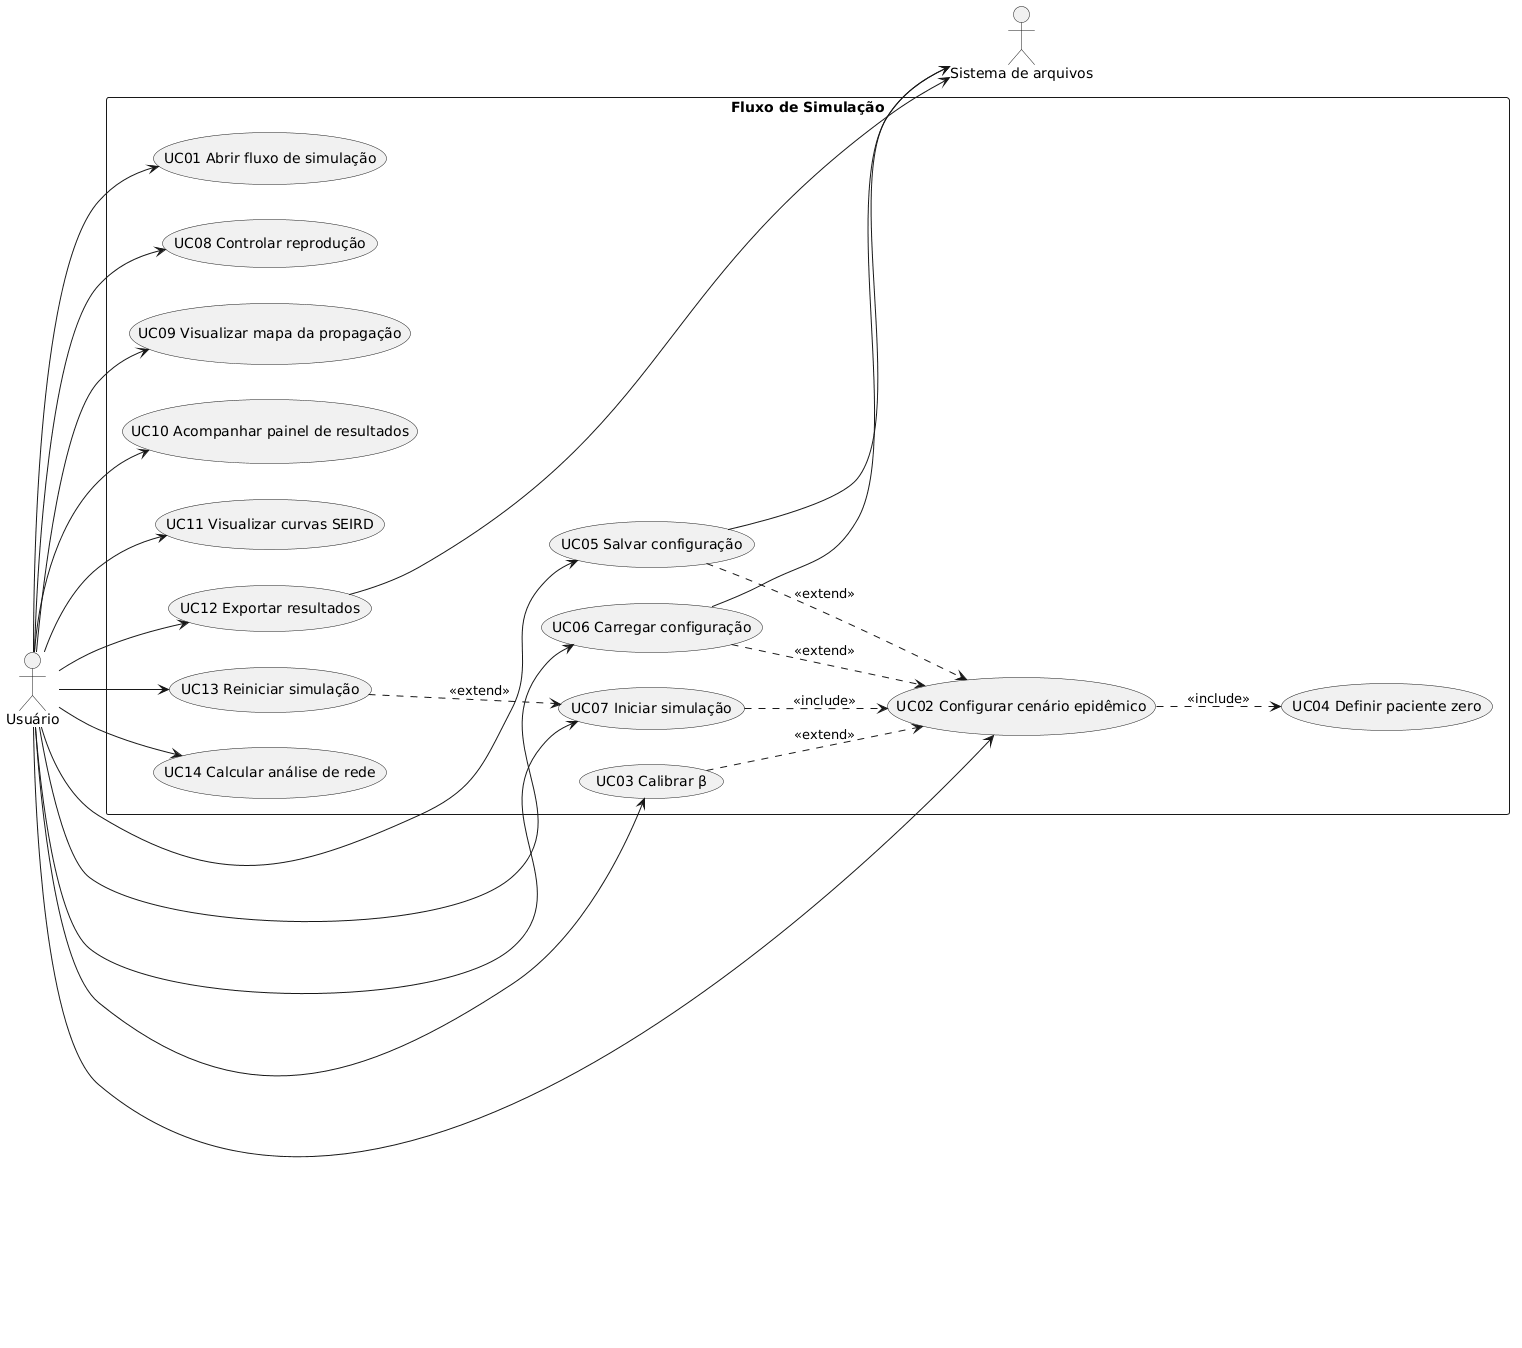 Sistema de arquivos
Fluxo de Simulação
UC01 Abrir fluxo de simulação
UC08 Controlar reprodução
UC09 Visualizar mapa da propagação
UC10 Acompanhar painel de resultados
UC11 Visualizar curvas SEIRD
UC05 Salvar configuração
«extend»
UC12 Exportar resultados
UC06 Carregar configuração
«extend»
UC13 Reiniciar simulação
«extend»
UC07 Iniciar simulação
«include»
UC02 Configurar cenário epidêmico
«include»
UC04 Definir paciente zero
Usuário
«extend»
UC14 Calcular análise de rede
UC03 Calibrar β